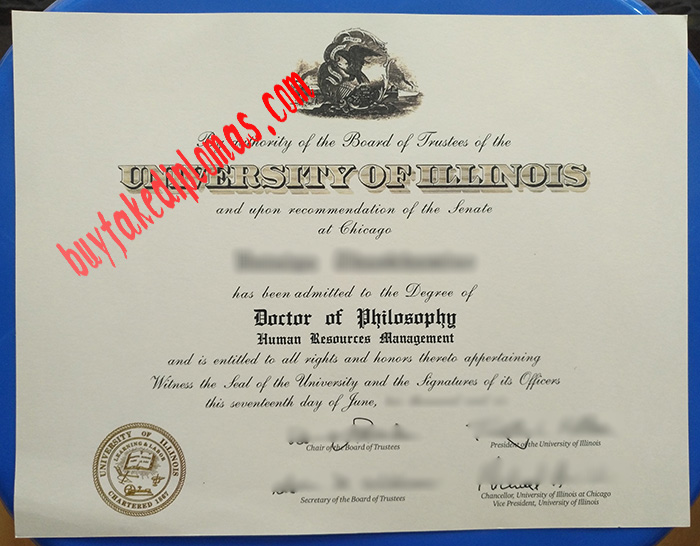 buyfakediplomas.com
By authority of the Board of Trustees of the
UNIVERSITY OF ILLINOIS
and upon recommendation of the Senate
at Chicago
has been admitted to the Degree of
Doctor of Philosophy
Human Resources Management
and is entitled to all rights and honors thereto appertaining
Witness the Seal of the University and the Signatures of its Officers
this seventeenth day of June,
Chair of the Board of Trustees
President of the University of Illinois
Secretary of the Board of Trustees
Chancellor, University of Illinois at Chicago
Vice President, University of Illinois
UNIVERSITY OF ILLINOIS
LEARNING & LABOR
CHARTERED 1867